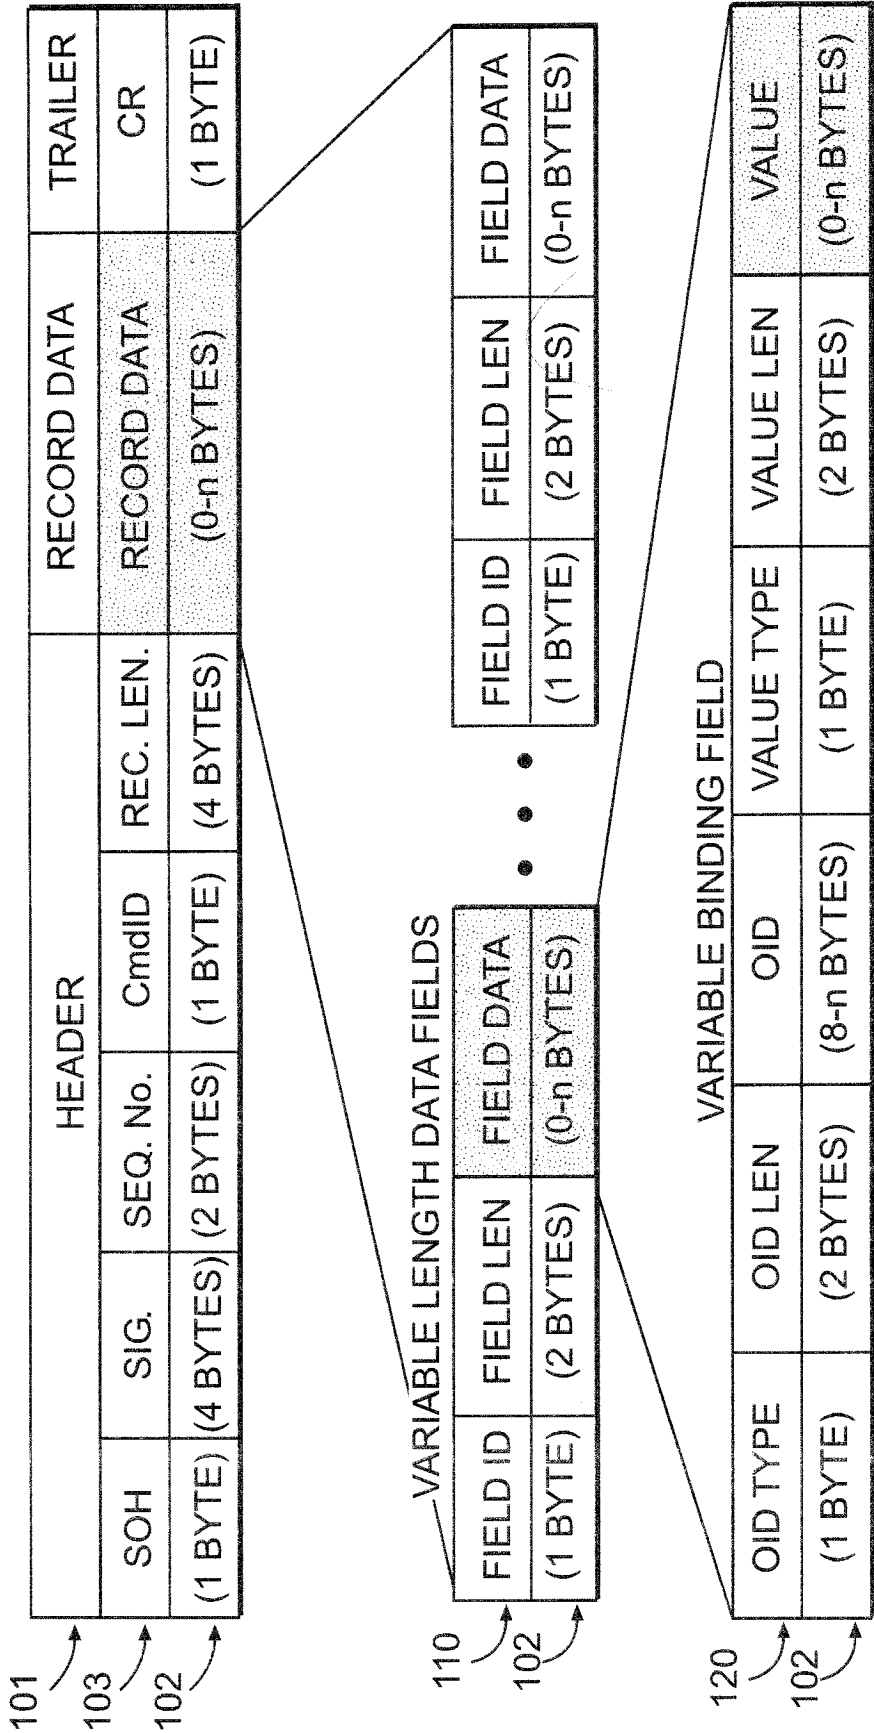 101
HEADER
RECORD DATA
TRAILER
103
SOH
SIG.
SEQ. No.
CmdID
REC. LEN.
RECORD DATA
CR
102
(1 BYTE)
(4 BYTES)
(2 BYTES)
(1 BYTE)
(4 BYTES)
(0-n BYTES)
(1 BYTE)
VARIABLE LENGTH DATA FIELDS
110
FIELD ID
FIELD LEN
FIELD DATA
FIELD ID
FIELD LEN
FIELD DATA
102
(1 BYTE)
(2 BYTES)
(0-n BYTES)
(1 BYTE)
(2 BYTES)
(0-n BYTES)
VARIABLE BINDING FIELD
120
OID TYPE
OID LEN
OID
VALUE TYPE
VALUE LEN
VALUE
102
(1 BYTE)
(2 BYTES)
(8-n BYTES)
(1 BYTE)
(2 BYTES)
(0-n BYTES)